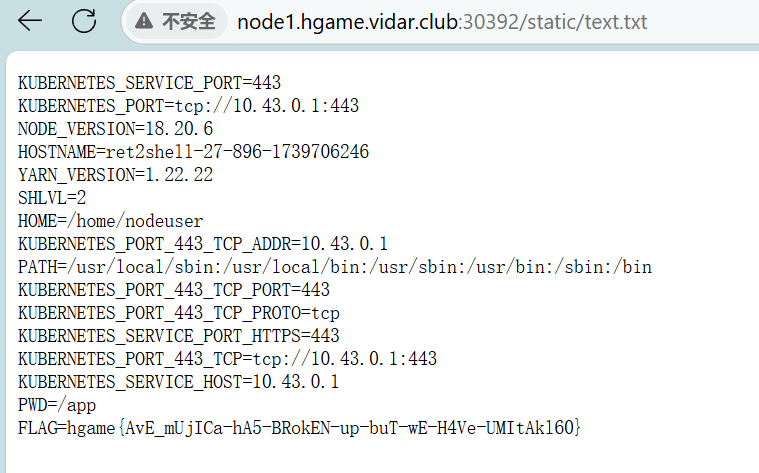 不安全 node1.hgame.vidar.club:30392/static/text.txt
KUBERNETES_SERVICE_PORT=443
KUBERNETES_PORT=tcp://10.43.0.1:443
NODE_VERSION=18.20.6
HOSTNAME=ret2shell-27-896-1739706246
YARN_VERSION=1.22.22
SHLVL=2
HOME=/home/nodeuser
KUBERNETES_PORT_443_TCP_ADDR=10.43.0.1
PATH=/usr/local/sbin:/usr/local/bin:/usr/sbin:/usr/bin:/sbin:/bin
KUBERNETES_PORT_443_TCP_PORT=443
KUBERNETES_PORT_443_TCP_PROTO=tcp
KUBERNETES_SERVICE_PORT_HTTPS=443
KUBERNETES_PORT_443_TCP=tcp://10.43.0.1:443
KUBERNETES_SERVICE_HOST=10.43.0.1
PWD=/app
FLAG=hgame{AvE_mUjICa-hA5-BRokEN-up-buT-wE-H4Ve-UMItAkl60}